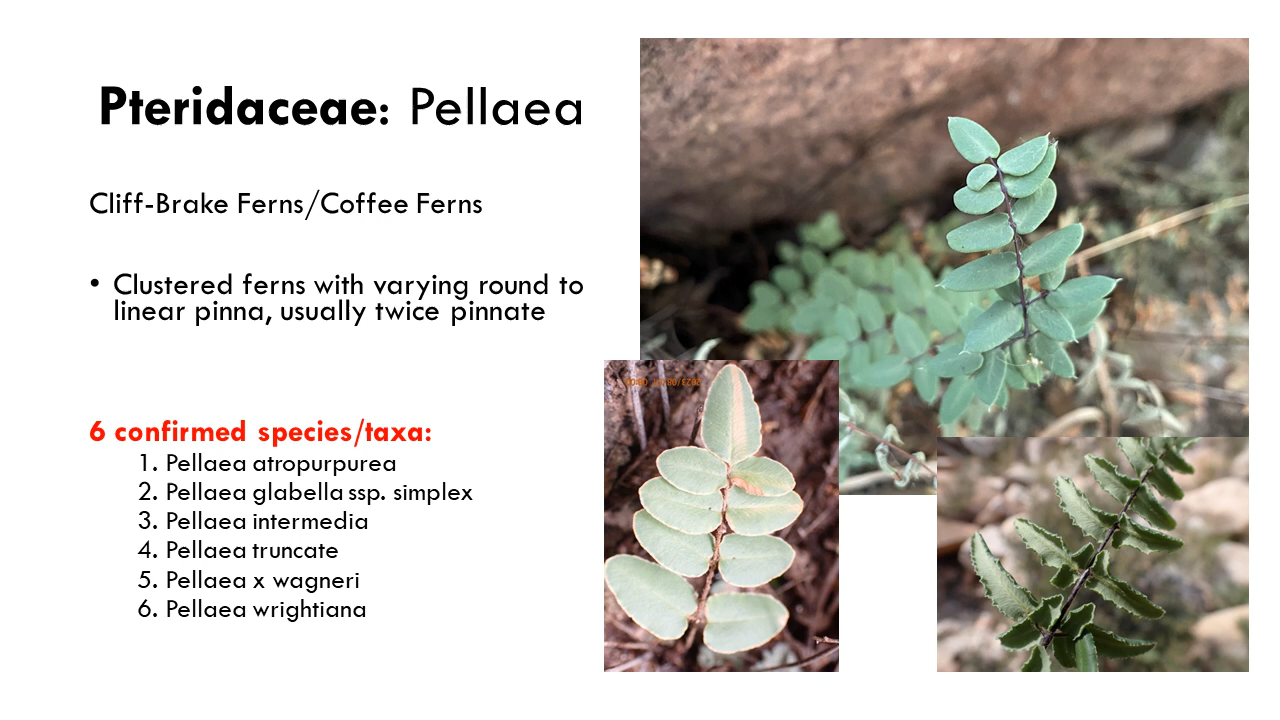 Pteridaceae: Pellaea
Cliff-Brake Ferns/Coffee Ferns
• Clustered ferns with varying round to
linear pinna, usually twice pinnate
6 confirmed species/taxa:
1. Pellaea atropurpurea
2. Pellaea glabella ssp. simplex
3. Pellaea intermedia
4. Pellaea truncate
5. Pellaea x wagneri
6. Pellaea wrightiana